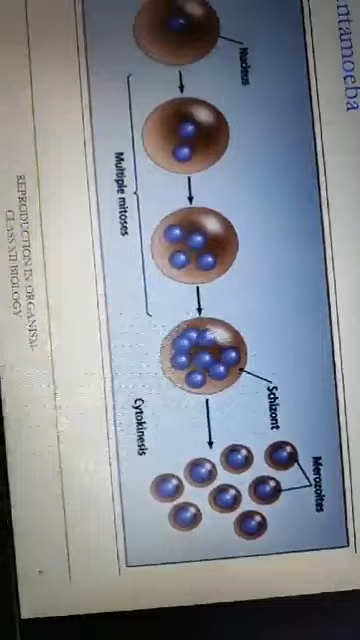 ntamoeba
Nucleus
Multiple mitoses
Schizont
Cytokinesis
Merozoites
REPRODUCTION IN ORGANISM-
CLASS XII BIOLOGY